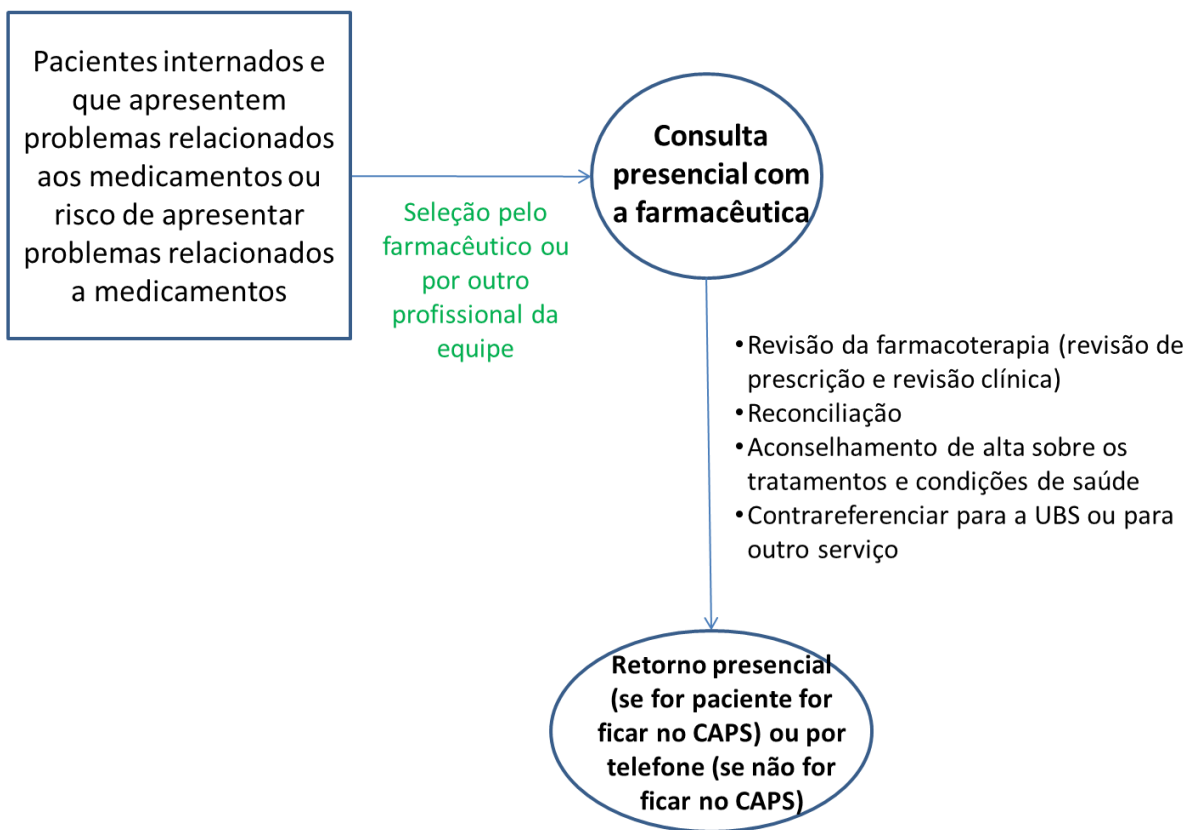 Pacientes internados e
que apresentem
problemas relacionados
aos medicamentos ou
risco de apresentar
problemas relacionados
a medicamentos
Seleção pelo
farmacêutico ou
por outro
profissional da
equipe
Consulta
presencial com
a farmacêutica
•Revisão da farmacoterapia (revisão de
prescrição e revisão clínica)
•Reconciliação
•Aconselhamento de alta sobre os
tratamentos e condições de saúde
•Contrareferenciar para a UBS ou para
outro serviço
Retorno presencial
(se for paciente for
ficar no CAPS) ou por
telefone (se não for
ficar no CAPS)